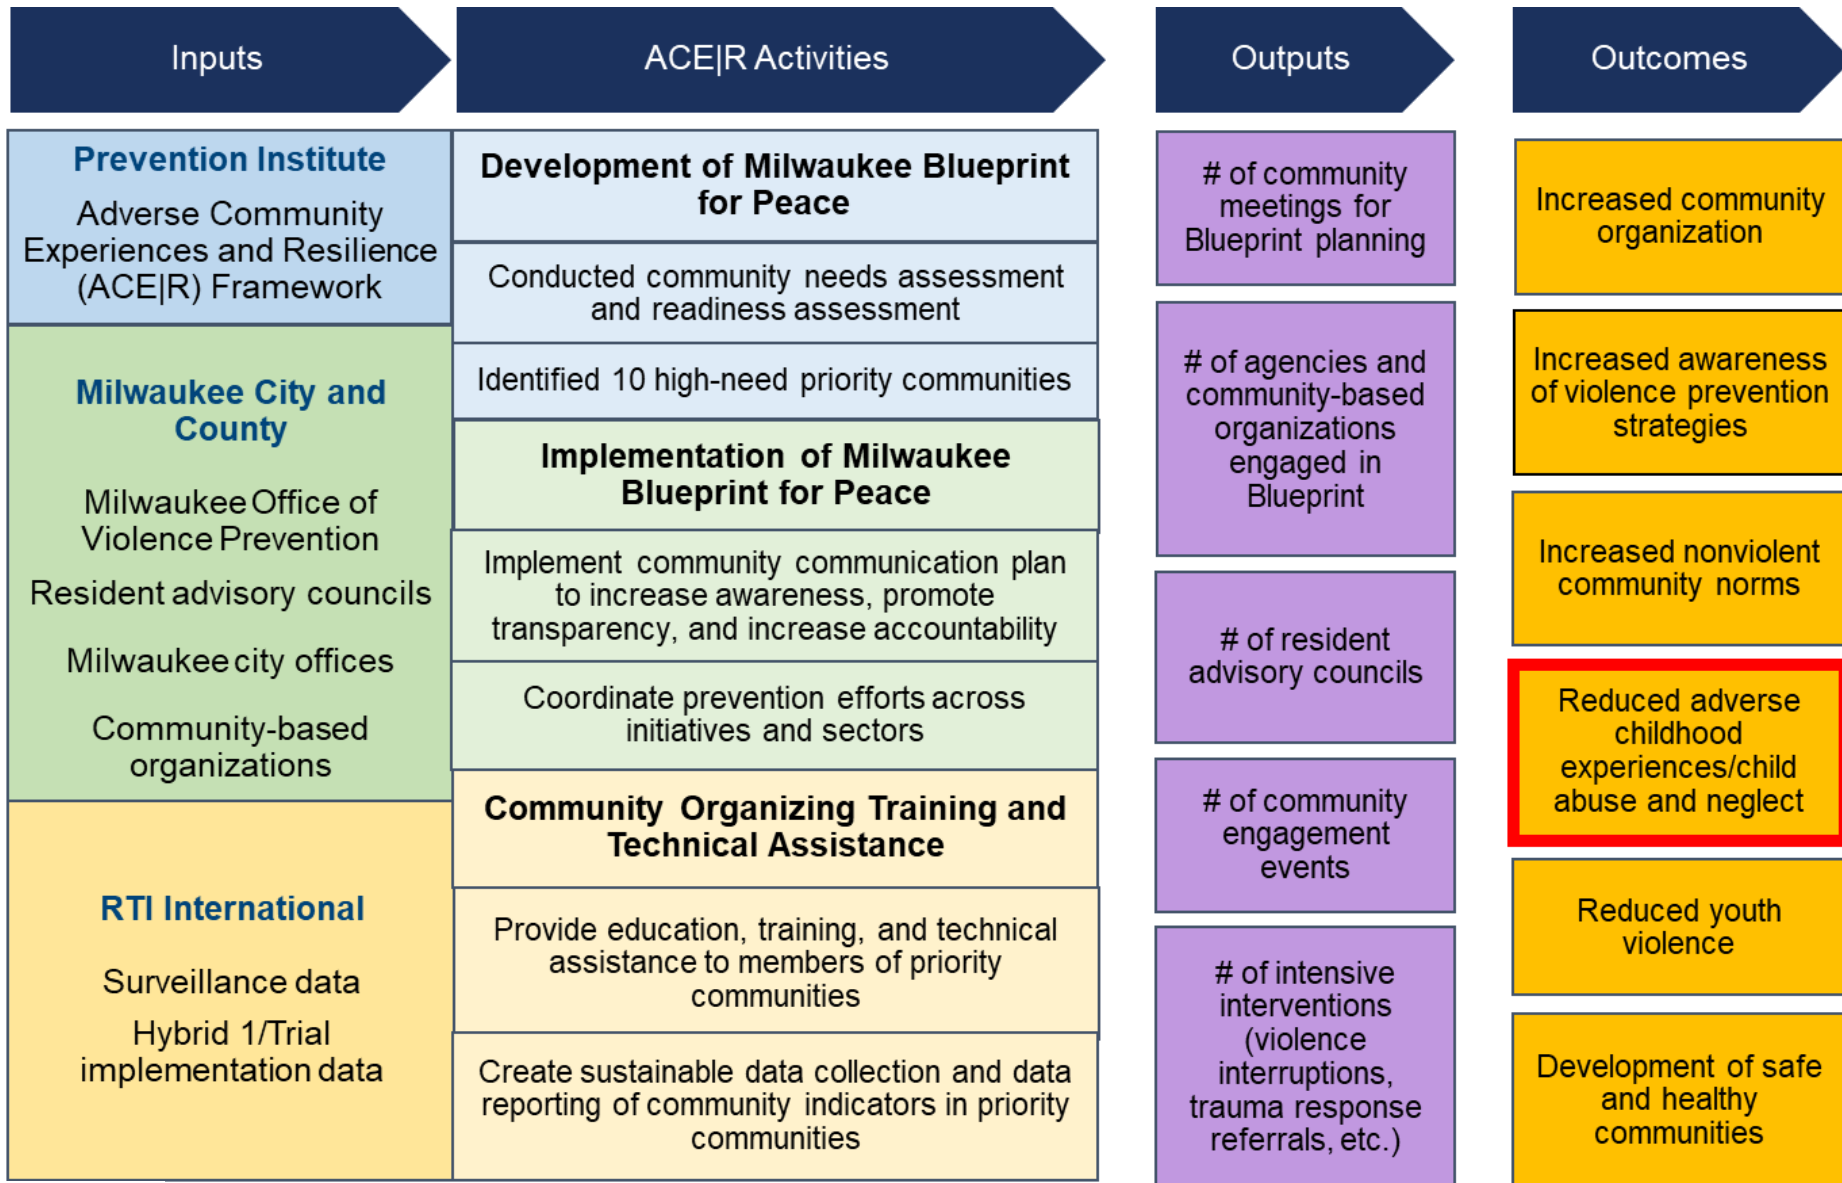 Inputs
ACE|R Activities
Outputs
Outcomes
Prevention Institute
Adverse Community
Experiences and Resilience
(ACE|R) Framework
Milwaukee City and
County
Milwaukee Office of
Violence Prevention
Resident advisory councils
Milwaukee city offices
Community-based
organizations
RTI International
Surveillance data
Hybrid 1/Trial
implementation data
Development of Milwaukee Blueprint
for Peace
Conducted community needs assessment
and readiness assessment
Identified 10 high-need priority communities
Implementation of Milwaukee
Blueprint for Peace
Implement community communication plan
to increase awareness, promote
transparency, and increase accountability
Coordinate prevention efforts across
initiatives and sectors
Community Organizing Training and
Technical Assistance
Provide education, training, and technical
assistance to members of priority
communities
Create sustainable data collection and data
reporting of community indicators in priority
communities
# of community
meetings for
Blueprint planning
# of agencies and
community-based
organizations
engaged in
Blueprint
# of resident
advisory councils
# of community
engagement
events
# of intensive
interventions
(violence
interruptions,
trauma response
referrals, etc.)
Increased community
organization
Increased awareness
of violence prevention
strategies
Increased nonviolent
community norms
Reduced adverse
childhood
experiences/child
abuse and neglect
Reduced youth
violence
Development of safe
and healthy
communities